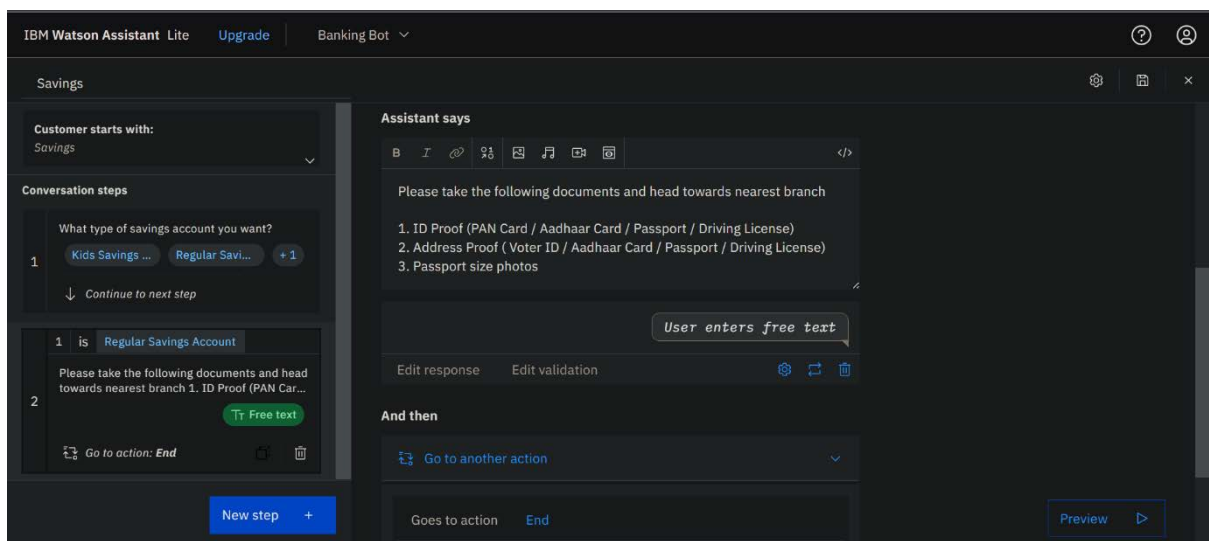 IBM Watson Assistant Lite Upgrade Banking Bot
Savings
Customer starts with:
Savings
Conversation steps
1
What type of savings account you want?
Kids Savings ... Regular Savi... + 1
Continue to next step
2
1 is Regular Savings Account
Please take the following documents and head
towards nearest branch 1. ID Proof (PAN Car...
Tт Free text
Go to action: End
New step +
Assistant says
B I </>
Please take the following documents and head towards nearest branch
1. ID Proof (PAN Card / Aadhaar Card / Passport / Driving License)
2. Address Proof ( Voter ID / Aadhaar Card / Passport / Driving License)
3. Passport size photos
User enters free text
Edit response Edit validation
And then
Go to another action
Goes to action End
Preview